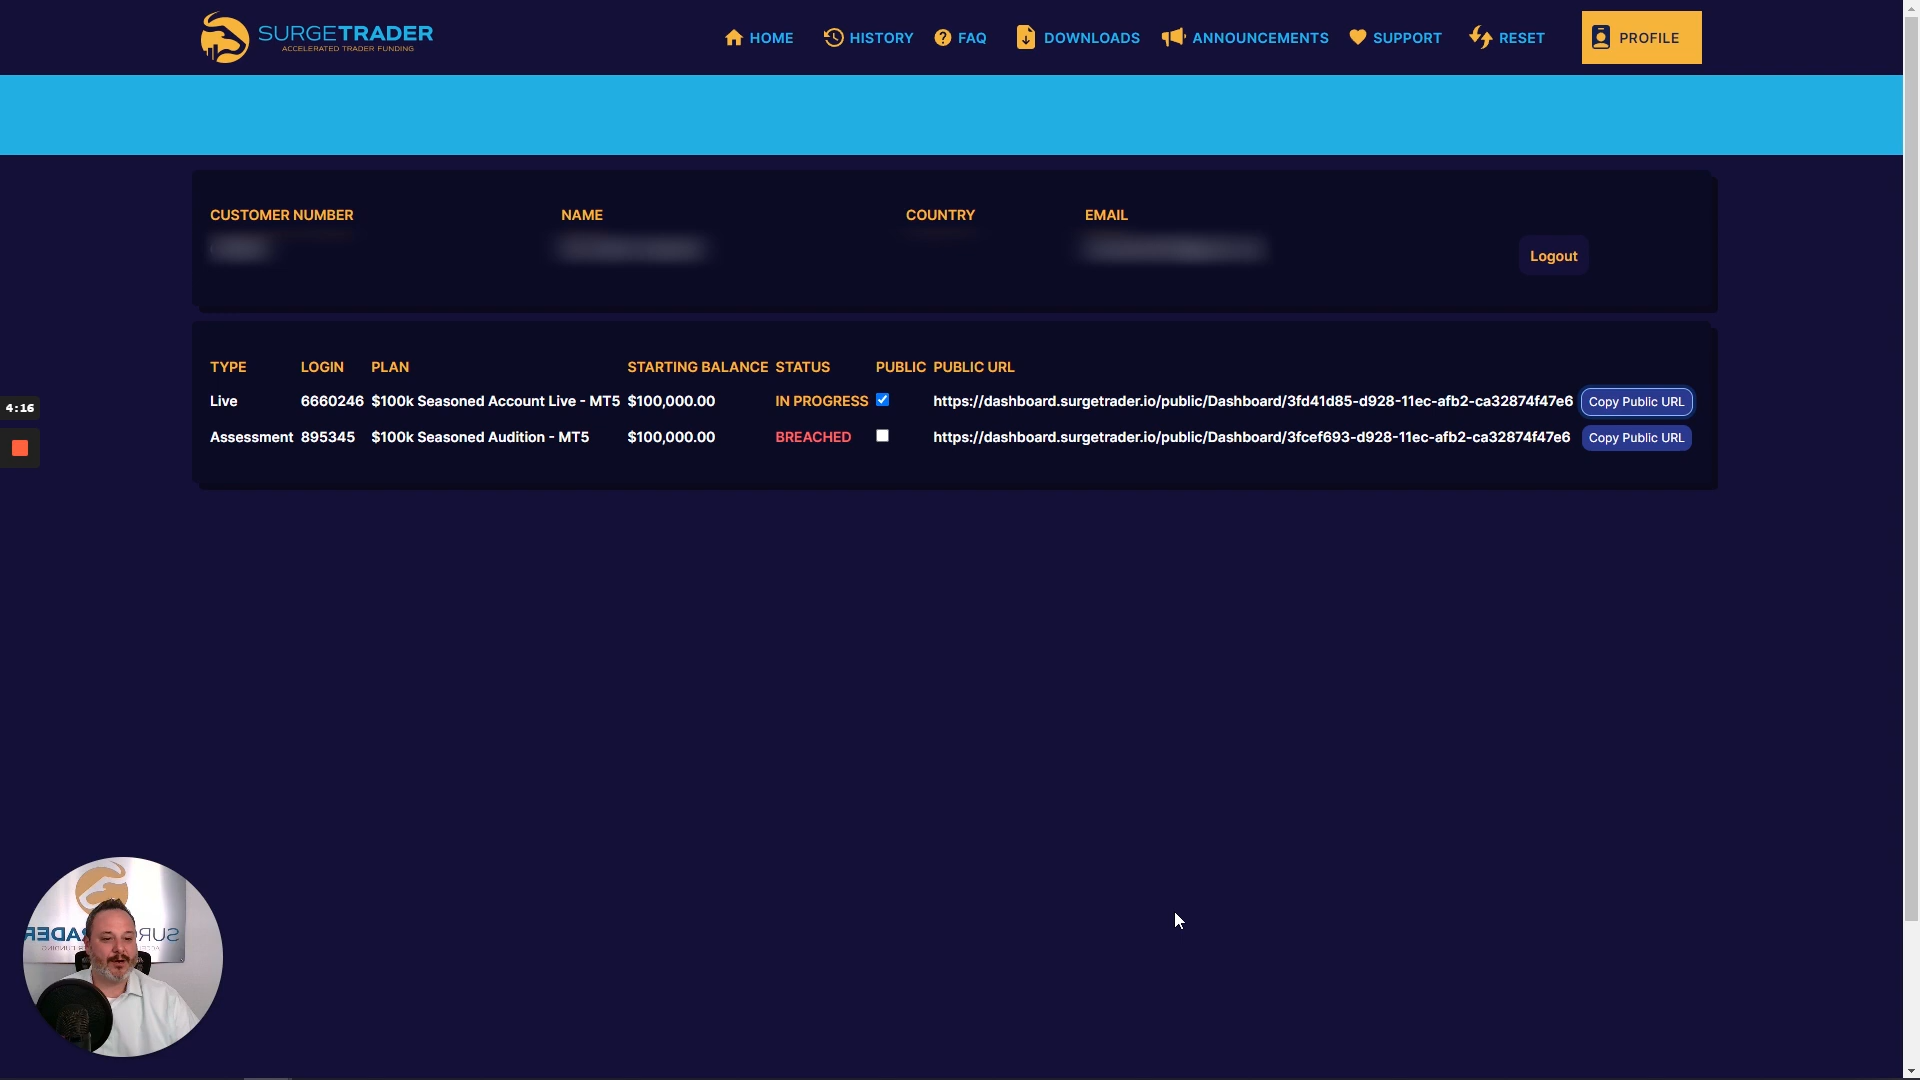 SURGETRADER
ACCELERATED TRADER FUNDING
HOME HISTORY FAQ DOWNLOADS ANNOUNCEMENTS SUPPORT RESET PROFILE
CUSTOMER NUMBER NAME COUNTRY EMAIL
Logout
TYPE LOGIN PLAN STARTING BALANCE STATUS PUBLIC PUBLIC URL
Live 6660246 $100k Seasoned Account Live - MT5 $100,000.00 IN PROGRESS https://dashboard.surgetrader.io/public/Dashboard/3fd41d85-d928-11ec-afb2-ca32874f47e6 Copy Public URL
4:16
Assessment 895345 $100k Seasoned Audition - MT5 $100,000.00 BREACHED https://dashboard.surgetrader.io/public/Dashboard/3fcef693-d928-11ec-afb2-ca32874f47e6 Copy Public URL